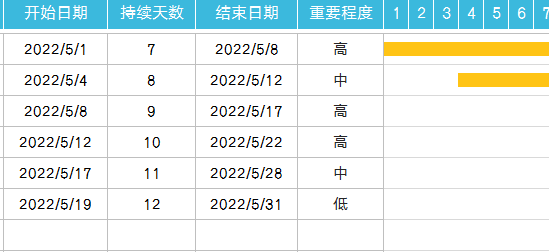 开始日期 持续天数 结束日期 重要程度 1 2 3 4 5 6 7
2022/5/1 7 2022/5/8 高
2022/5/4 8 2022/5/12 中
2022/5/8 9 2022/5/17 高
2022/5/12 10 2022/5/22 高
2022/5/17 11 2022/5/28 中
2022/5/19 12 2022/5/31 低